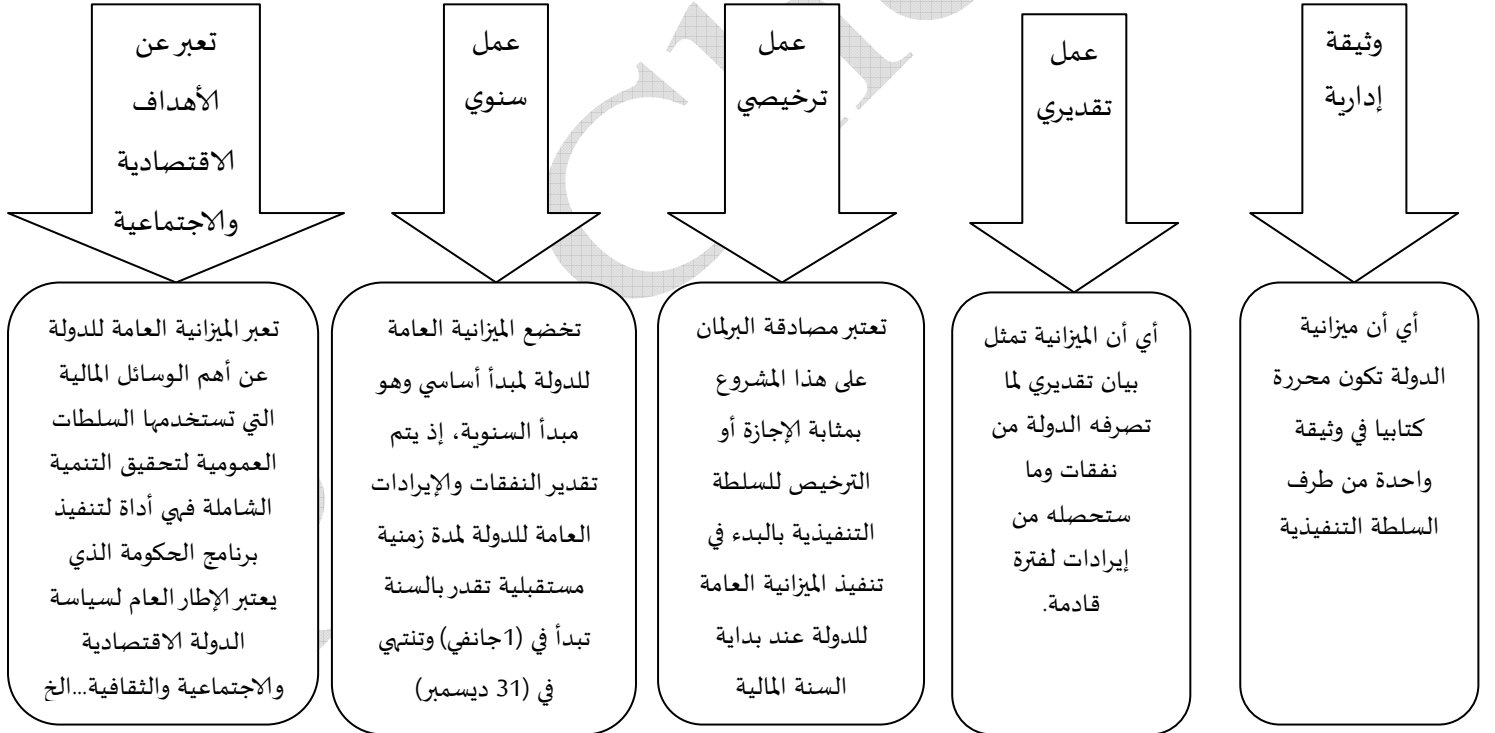 وثيقة
إدارية
أي أن ميزانية
الدولة تكون محررة
كتابيا في وثيقة
واحدة من طرف
السلطة التنفيذية
عمل
تقديري
أي أن الميزانية تمثل
بيان تقديري لما
تصرفه الدولة من
نفقات وما
ستحصله من
إيرادات لفترة
قادمة.
عمل
ترخيصي
تعتبر مصادقة البرلمان
على هذا المشروع
بمثابة الإجازة أو
الترخيص للسلطة
التنفيذية بالبدء في
تنفيذ الميزانية العامة
للدولة عند بداية
السنة المالية
عمل
سنوي
تخضع الميزانية العامة
للدولة لمبدأ أساسي وهو
مبدأ السنوية، إذ يتم
تقدير النفقات والإيرادات
العامة للدولة لمدة زمنية
مستقبلية تقدر بالسنة
تبدأ في (1جانفي) وتنتهي
في (31 ديسمبر)
تعبر عن
الأهداف
الاقتصادية
والاجتماعية
تعبر الميزانية العامة للدولة
عن أهم الوسائل المالية
التي تستخدمها السلطات
العمومية لتحقيق التنمية
الشاملة فهي أداة لتنفيذ
برنامج الحكومة الذي
يعتبر الإطار العام لسياسة
الدولة الاقتصادية
والاجتماعية والثقافية...الخ